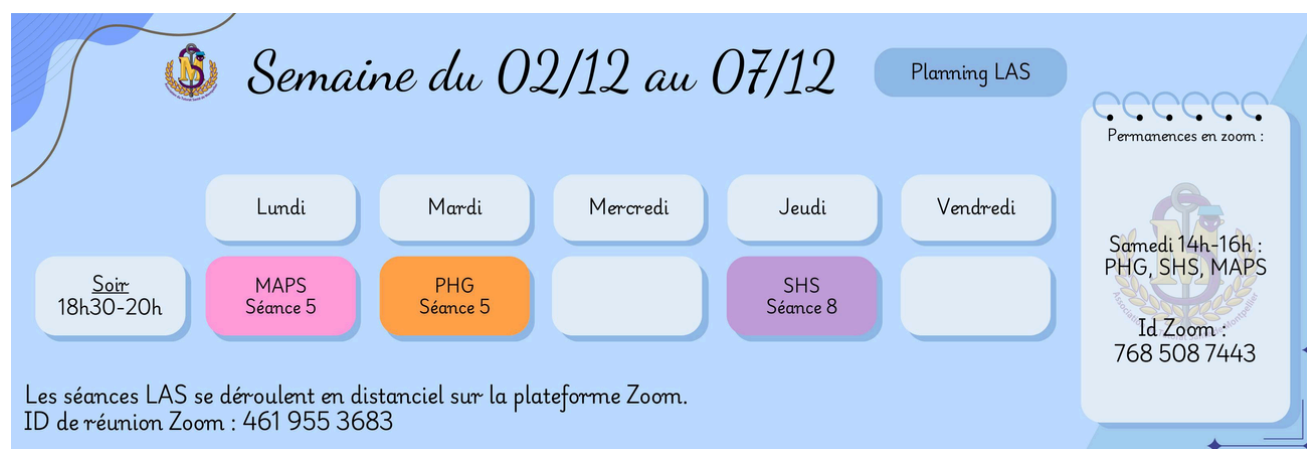 Semaine du 02/12 au 07/12
Planning LAS
Permanences en zoom :
Lundi
Mardi
Mercredi
Jeudi
Vendredi
Soir
18h30-20h
MAPS
Séance 5
PHG
Séance 5
SHS
Séance 8
Samedi 14h-16h :
PHG, SHS, MAPS
Id Zoom :
768 508 7443
Les séances LAS se déroulent en distanciel sur la plateforme Zoom.
ID de réunion Zoom : 461 955 3683